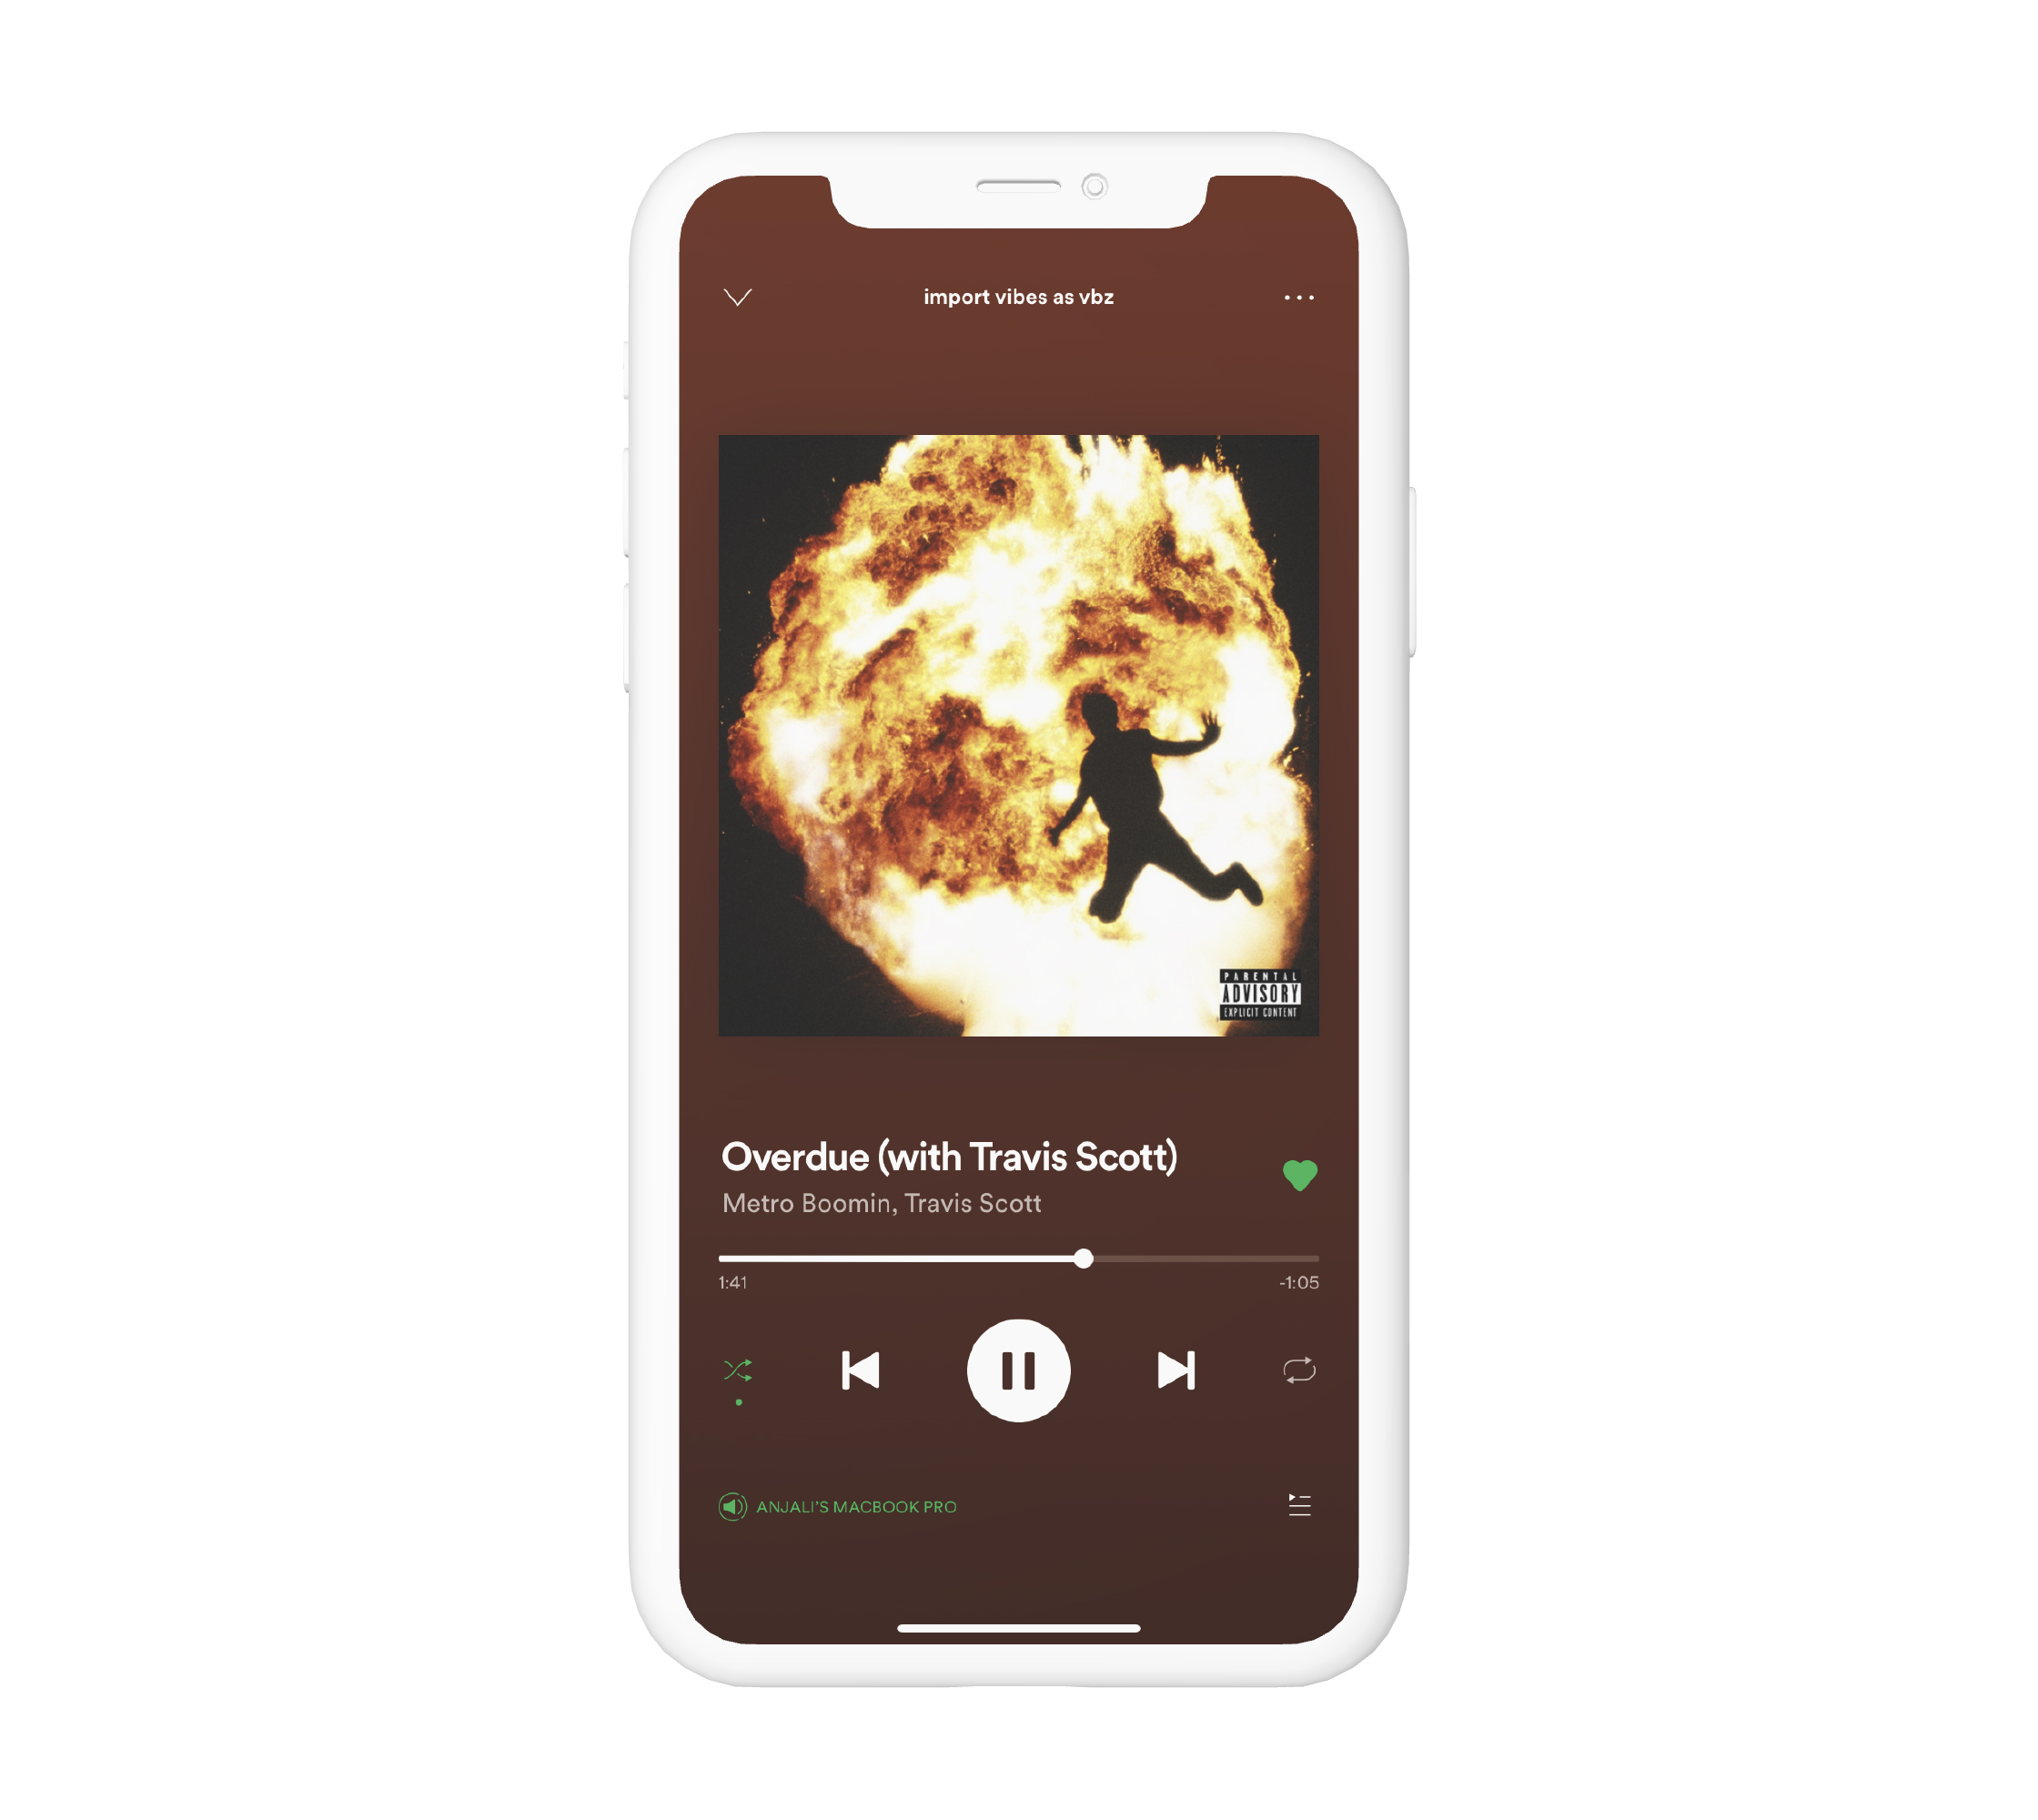 import vibes as vbz
PARENTAL
ADVISORY
EXPLICIT CONTENT
Overdue (with Travis Scott)
Metro Boomin, Travis Scott
1:41 -1:05
ANJALI'S MACBOOK PRO